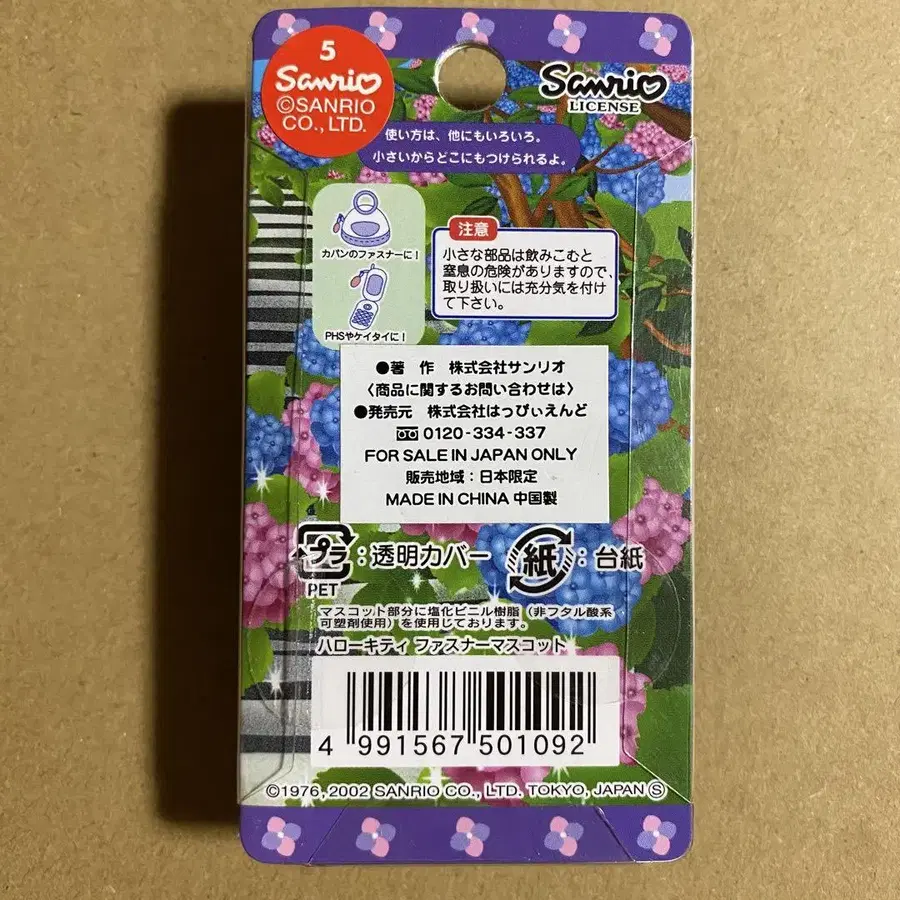 5
Sanrio
©SANRIO
CO., LTD.
Sanrio
LICENSE
使い方は、他にもいろいろ。
小さいからどこにもつけられるよ。
カバンのファスナーに！
PHSやケイタイに！
注意
小さな部品は飲みこむと
窒息の危険がありますので、
取り扱いには充分気を付け
て下さい。
●著 作 株式会社サンリオ
〈商品に関するお問い合わせは〉
●発売元 株式会社はっぴぃえんど
0120-334-337
FOR SALE IN JAPAN ONLY
販売地域：日本限定
MADE IN CHINA 中国製
プラ：透明カバー 紙：台紙
PET
マスコット部分に塩化ビニル樹脂（非フタル酸系
可塑剤使用）を使用しております。
ハローキティ ファスナーマスコット
4 991567 501092
©1976, 2002 SANRIO CO., LTD. TOKYO, JAPAN Ⓢ